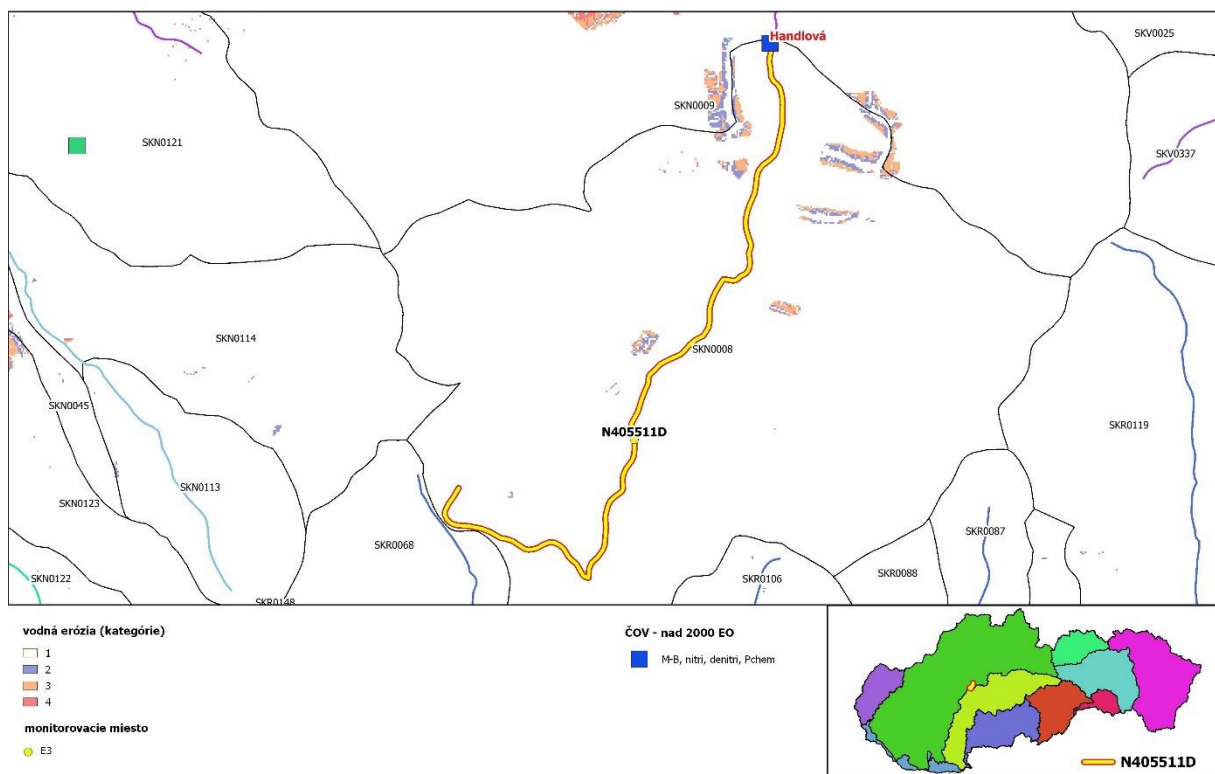 Handlová
SKV0025
SKN0009
SKN0121
SKV0337
SKN0114
SKN0008
SKN0045
N405511D
SKR0119
SKN0113
SKN0123
SKR0087
SKR0068
SKN0122
SKR0106
SKR0088
SKR0148
vodná erózia (kategórie)
1
2
3
4
monitorovacie miesto
E3
ČOV - nad 2000 EO
M-B, nitri, denitri, Pchem
N405511D